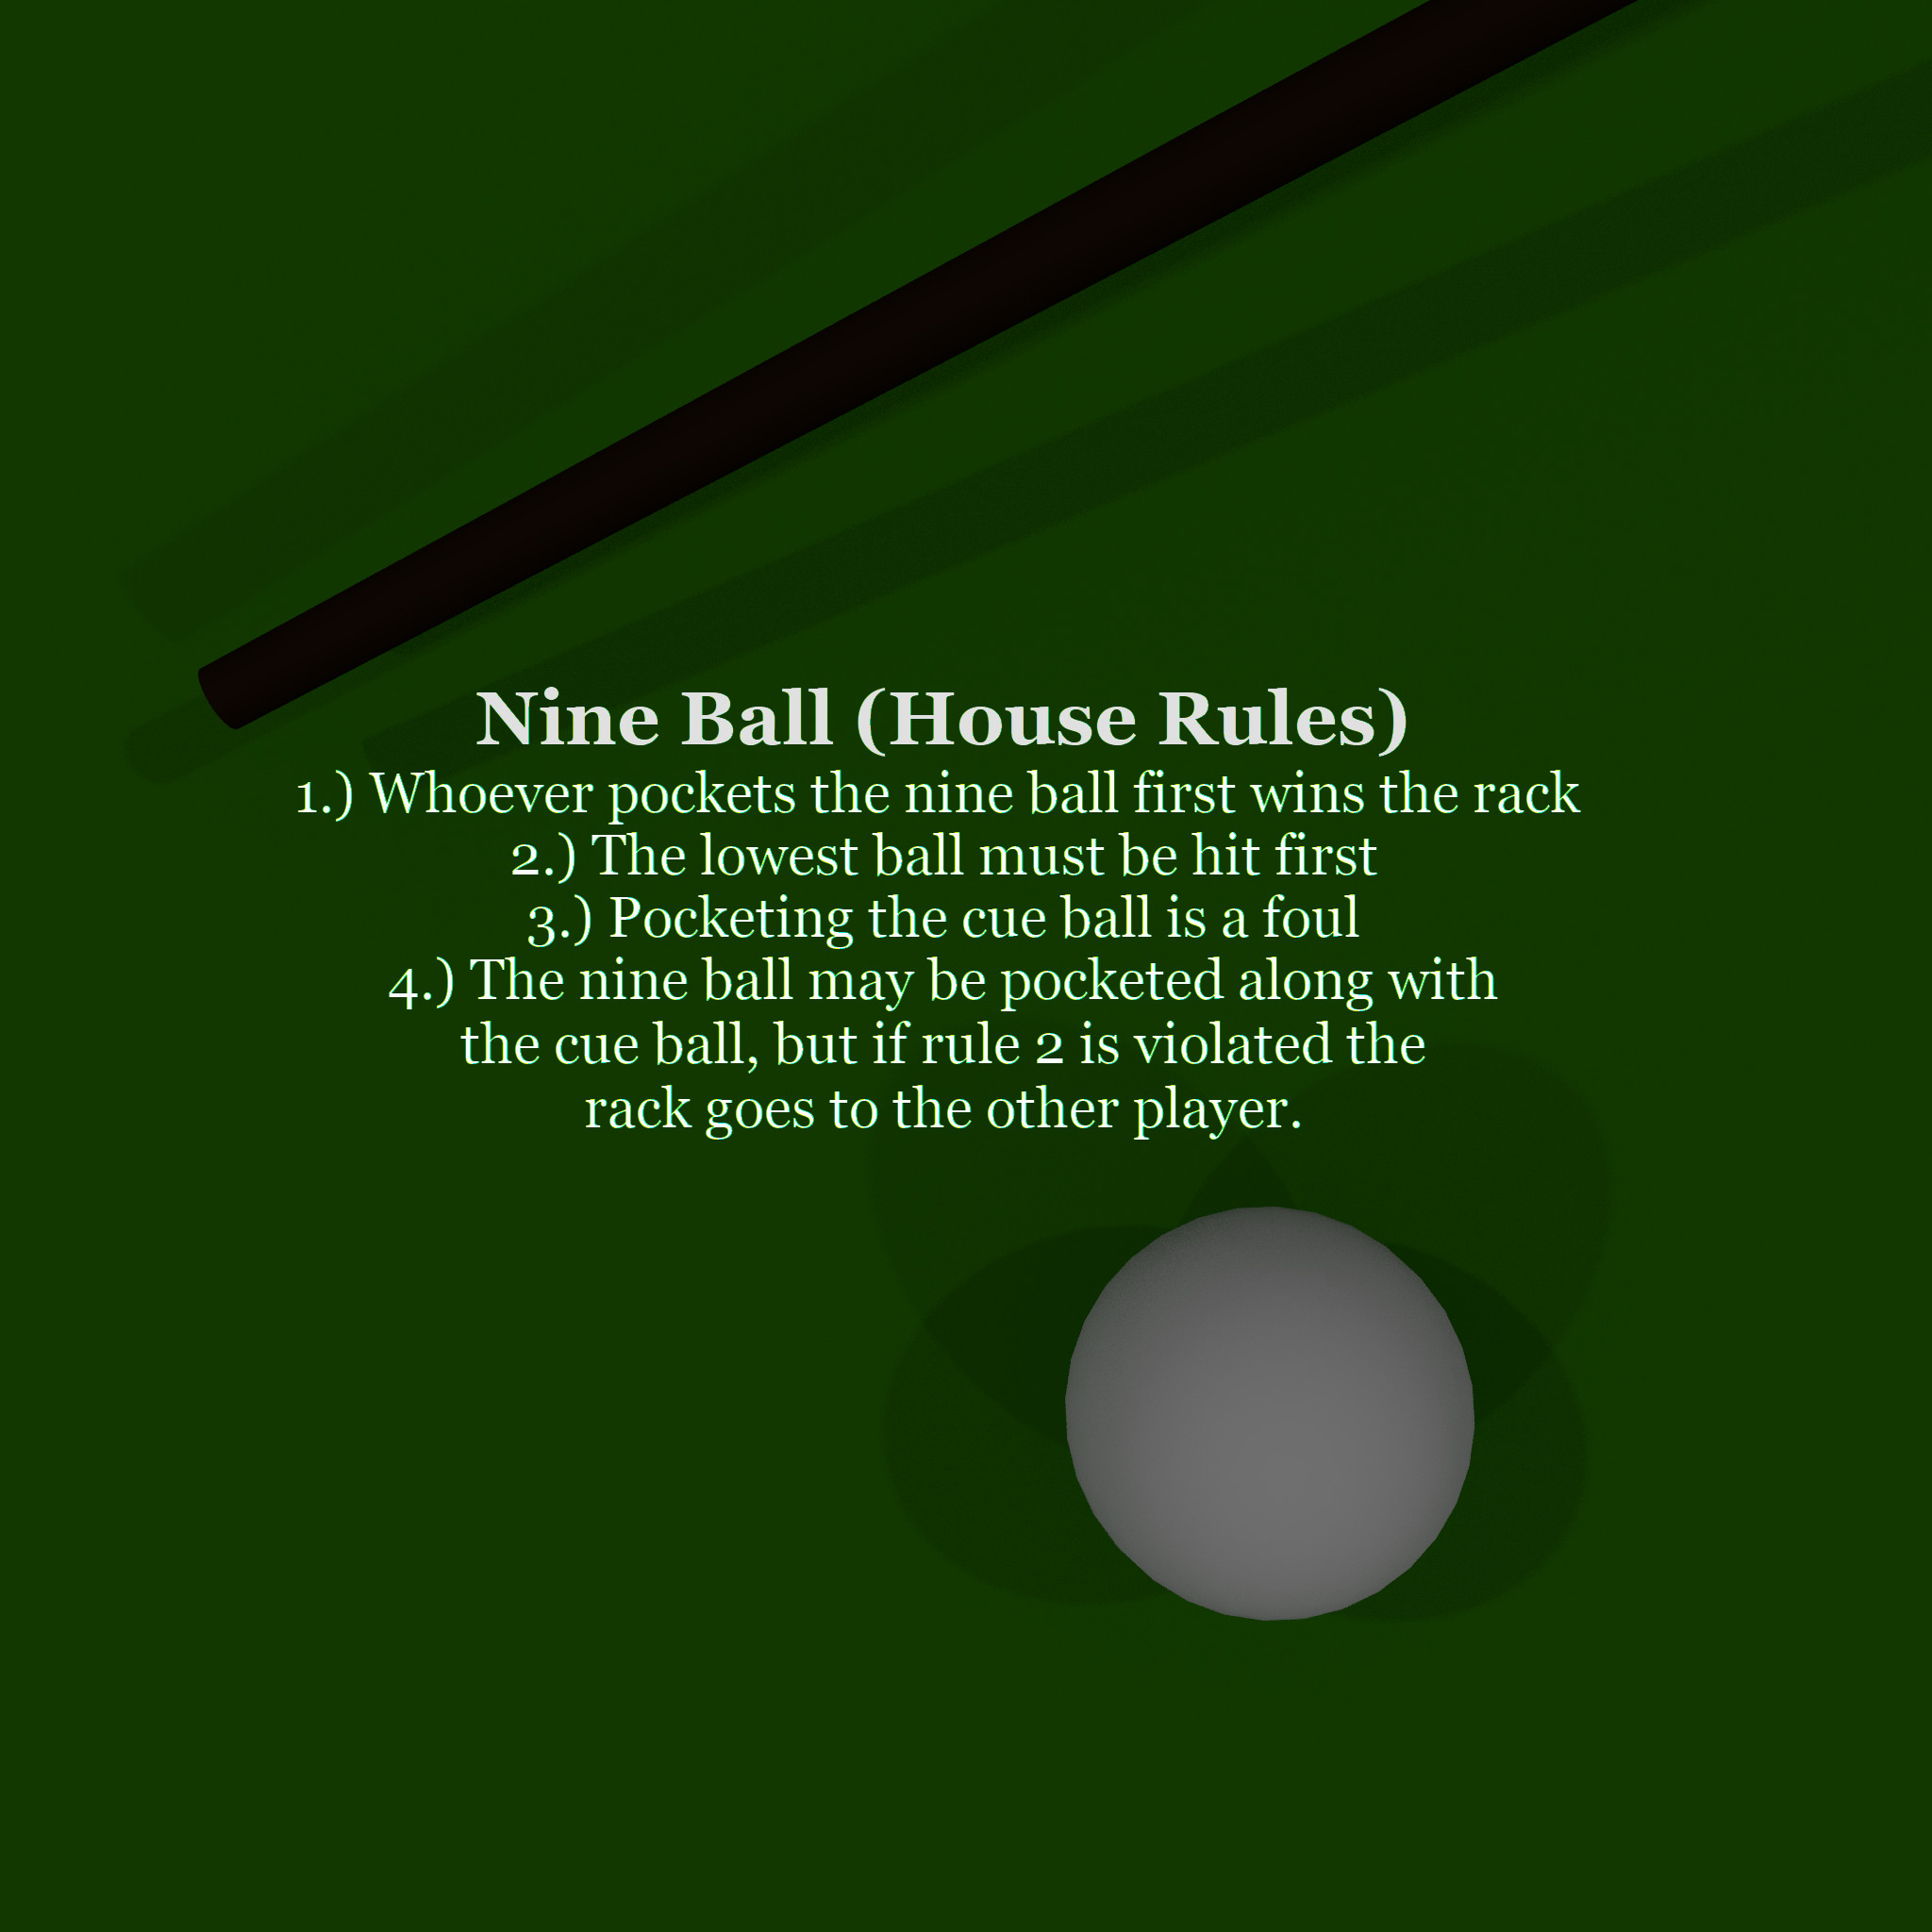 Nine Ball (House Rules)
1.) Whoever pockets the nine ball first wins the rack
2.) The lowest ball must be hit first
3.) Pocketing the cue ball is a foul
4.) The nine ball may be pocketed along with
the cue ball, but if rule 2 is violated the
rack goes to the other player.